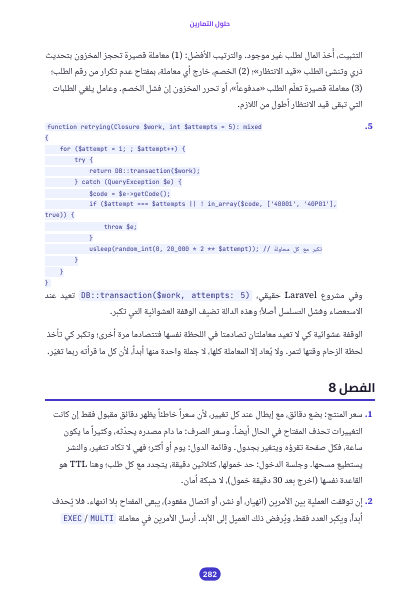 حلول التمارين
التثبيت، أُخذ المال لطلب غير موجود. والترتيب الأفضل: (1) معاملة قصيرة تحجز المخزون بتحديث
ذري وتنشئ الطلب «قيد الانتظار»؛ (2) الخصم، خارج أي معاملة، بمفتاح عدم تكرار من رقم الطلب؛
(3) معاملة قصيرة تعلّم الطلب «مدفوعاً»، أو تحرر المخزون إن فشل الخصم. وعامل يلغي الطلبات
التي تبقى قيد الانتظار أطول من اللازم.
5.
function retrying(Closure $work, int $attempts = 5): mixed
{
for ($attempt = 1; ; $attempt++) {
try {
return DB::transaction($work);
} catch (QueryException $e) {
$code = $e->getCode();
if ($attempt === $attempts || ! in_array($code, ['40001', '40P01'],
true)) {
throw $e;
}
usleep(random_int(0, 20_000 * 2 ** $attempt)); // تكبر مع كل محاولة
}
}
}
وفي مشروع Laravel حقيقي، DB::transaction($work, attempts: 5) تعيد عند
الاستعصاء وفشل التسلسل أصلاً؛ وهذه الدالة تضيف الوقفة العشوائية التي تكبر.
الوقفة عشوائية كي لا تعيد معاملتان تصادمتا في اللحظة نفسها فتتصادما مرة أخرى؛ وتكبر كي تأخذ
لحظة الزحام وقتها لتمر. ولا يُعاد إلا المعاملة كلها، لا جملة واحدة منها أبداً، لأن كل ما قرأته ربما تغيّر.
الفصل 8
1. سعر المنتج: بضع دقائق، مع إبطال عند كل تغيير، لأن سعراً خاطئاً يظهر دقائق مقبول فقط إن كانت
التغييرات تحذف المفتاح في الحال أيضاً. وسعر الصرف: ما دام مصدره يحدّثه، وكثيراً ما يكون
ساعة، فكل صفحة تقرؤه ويتغير بجدول. وقائمة الدول: يوم أو أكثر؛ فهي لا تكاد تتغير، والنشر
يستطيع مسحها. وجلسة الدخول: حد خمولها، كثلاثين دقيقة، يتجدد مع كل طلب؛ وهنا TTL هو
القاعدة نفسها (اخرج بعد 30 دقيقة خمول)، لا شبكة أمان.
2. إن توقفت العملية بين الأمرين (انهيار، أو نشر، أو اتصال مفقود)، يبقى المفتاح بلا انتهاء. فلا يُحذف
أبداً، ويكبر العدد فقط، ويُرفض ذلك العميل إلى الأبد. أرسل الأمرين في معاملة MULTI / EXEC
282